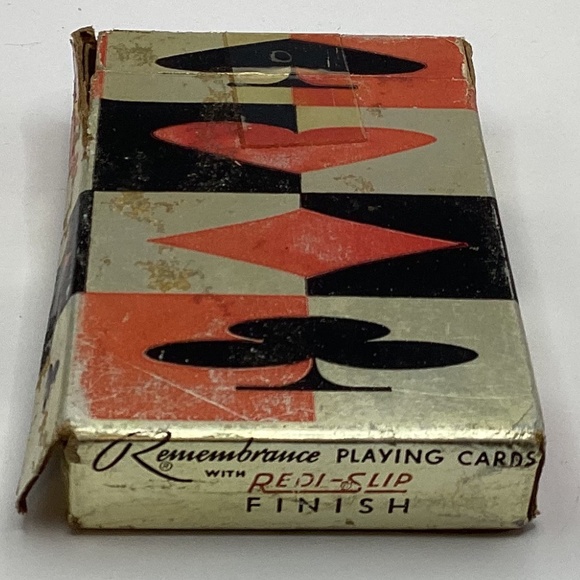 Remembrance® PLAYING CARDS
WITH REDI-SLIP
FINISH